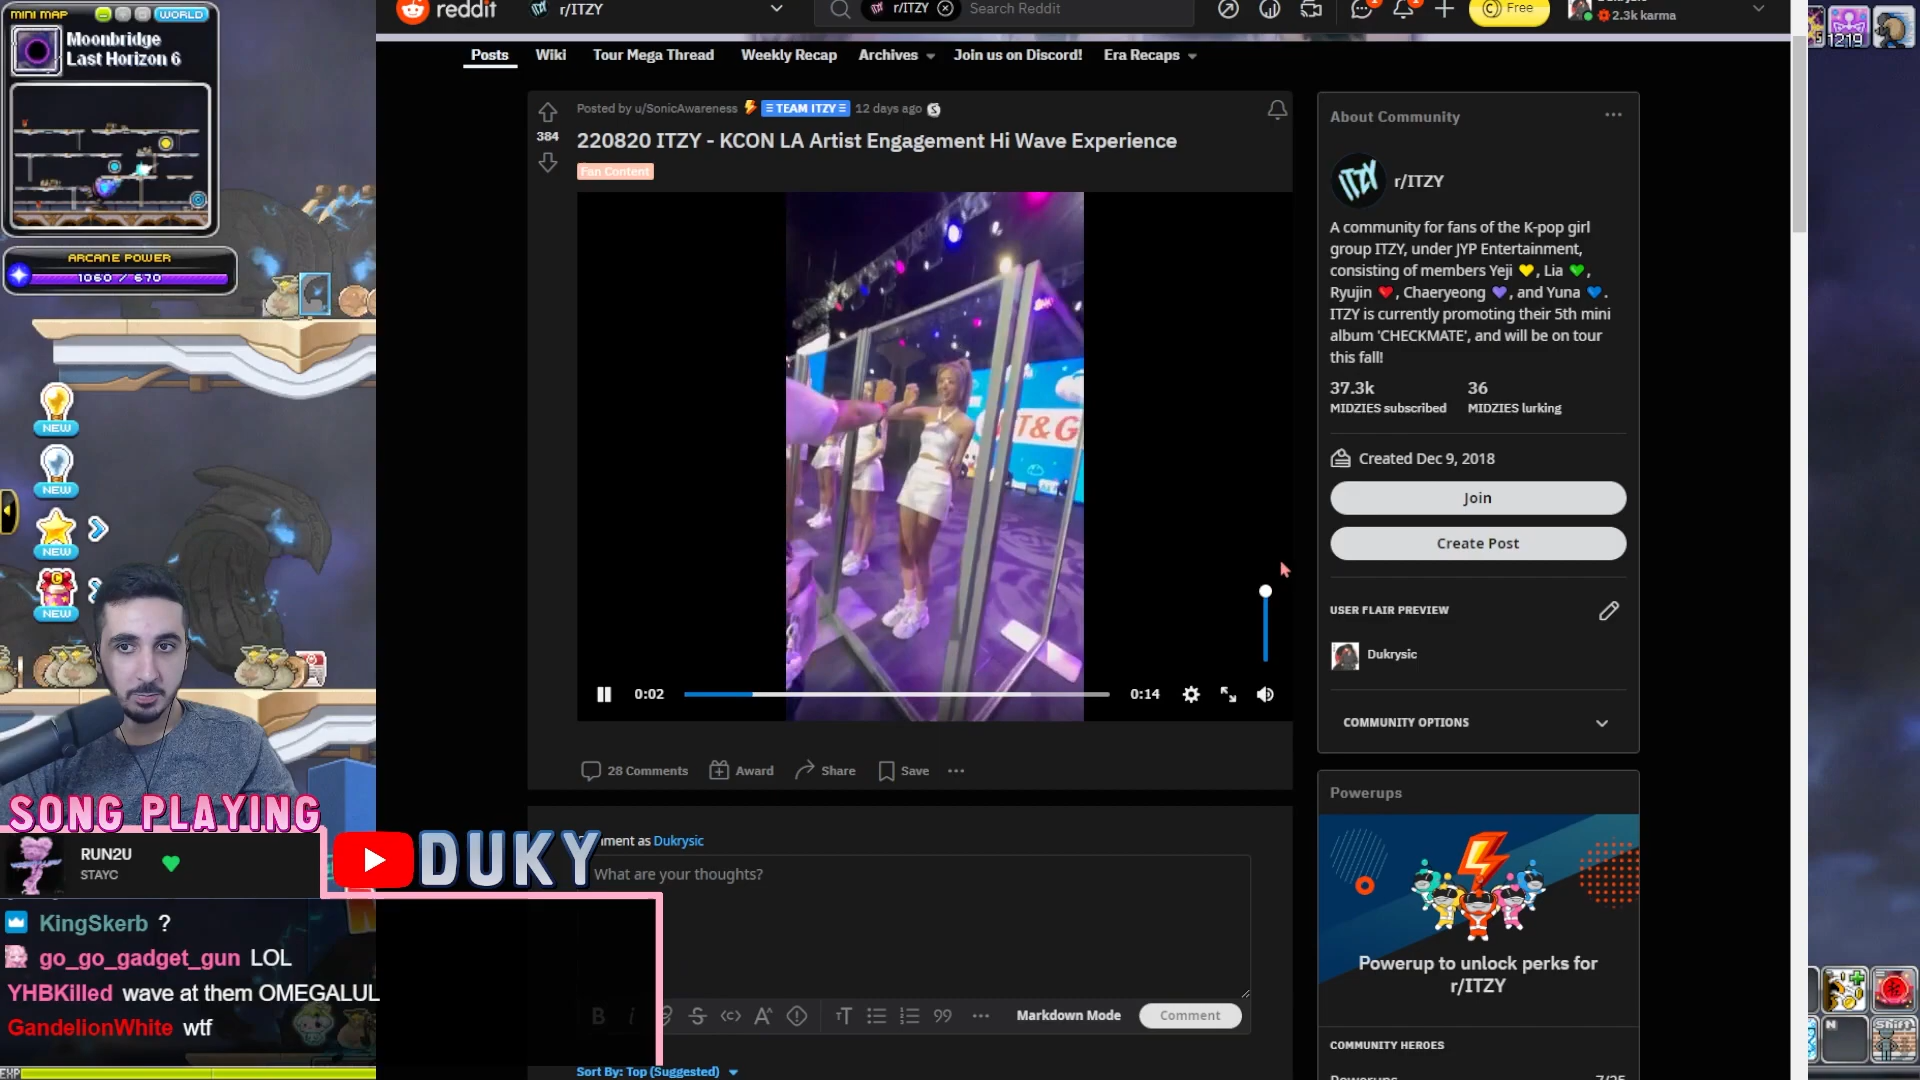 MINI MAP
WORLD
Moonbridge
Last Horizon 6
ARCANE POWER
1060 / 670
NEW
NEW
NEW
NEW
reddit
r/ITZY
r/ITZY
Search Reddit
Free
2.3k karma
1219
Posts
Wiki
Tour Mega Thread
Weekly Recap
Archives
Join us on Discord!
Era Recaps
Posted by u/SonicAwareness
TEAM ITZY
12 days ago
384
220820 ITZY - KCON LA Artist Engagement Hi Wave Experience
Fan Content
T&G
0:02
0:14
28 Comments
Award
Share
Save
Comment as Dukrysic
What are your thoughts?
Markdown Mode
Comment
Sort By: Top (Suggested)
About Community
ITZY
r/ITZY
A community for fans of the K-pop girl
group ITZY, under JYP Entertainment,
consisting of members Yeji 💛, Lia 💚,
Ryujin ❤️, Chaeryeong 💜, and Yuna 💙.
ITZY is currently promoting their 5th mini
album 'CHECKMATE', and will be on tour
this fall!
37.3k
36
MIDZIES subscribed
MIDZIES lurking
Created Dec 9, 2018
Join
Create Post
USER FLAIR PREVIEW
Dukrysic
COMMUNITY OPTIONS
Powerups
Powerup to unlock perks for
r/ITZY
COMMUNITY HEROES
Powerups
7/25
SONG PLAYING
RUN2U
STAYC
DUKY
KingSkerb ?
go_go_gadget_gun LOL
YHBKilled wave at them OMEGALUL
GandelionWhite wtf
EXP
Shift